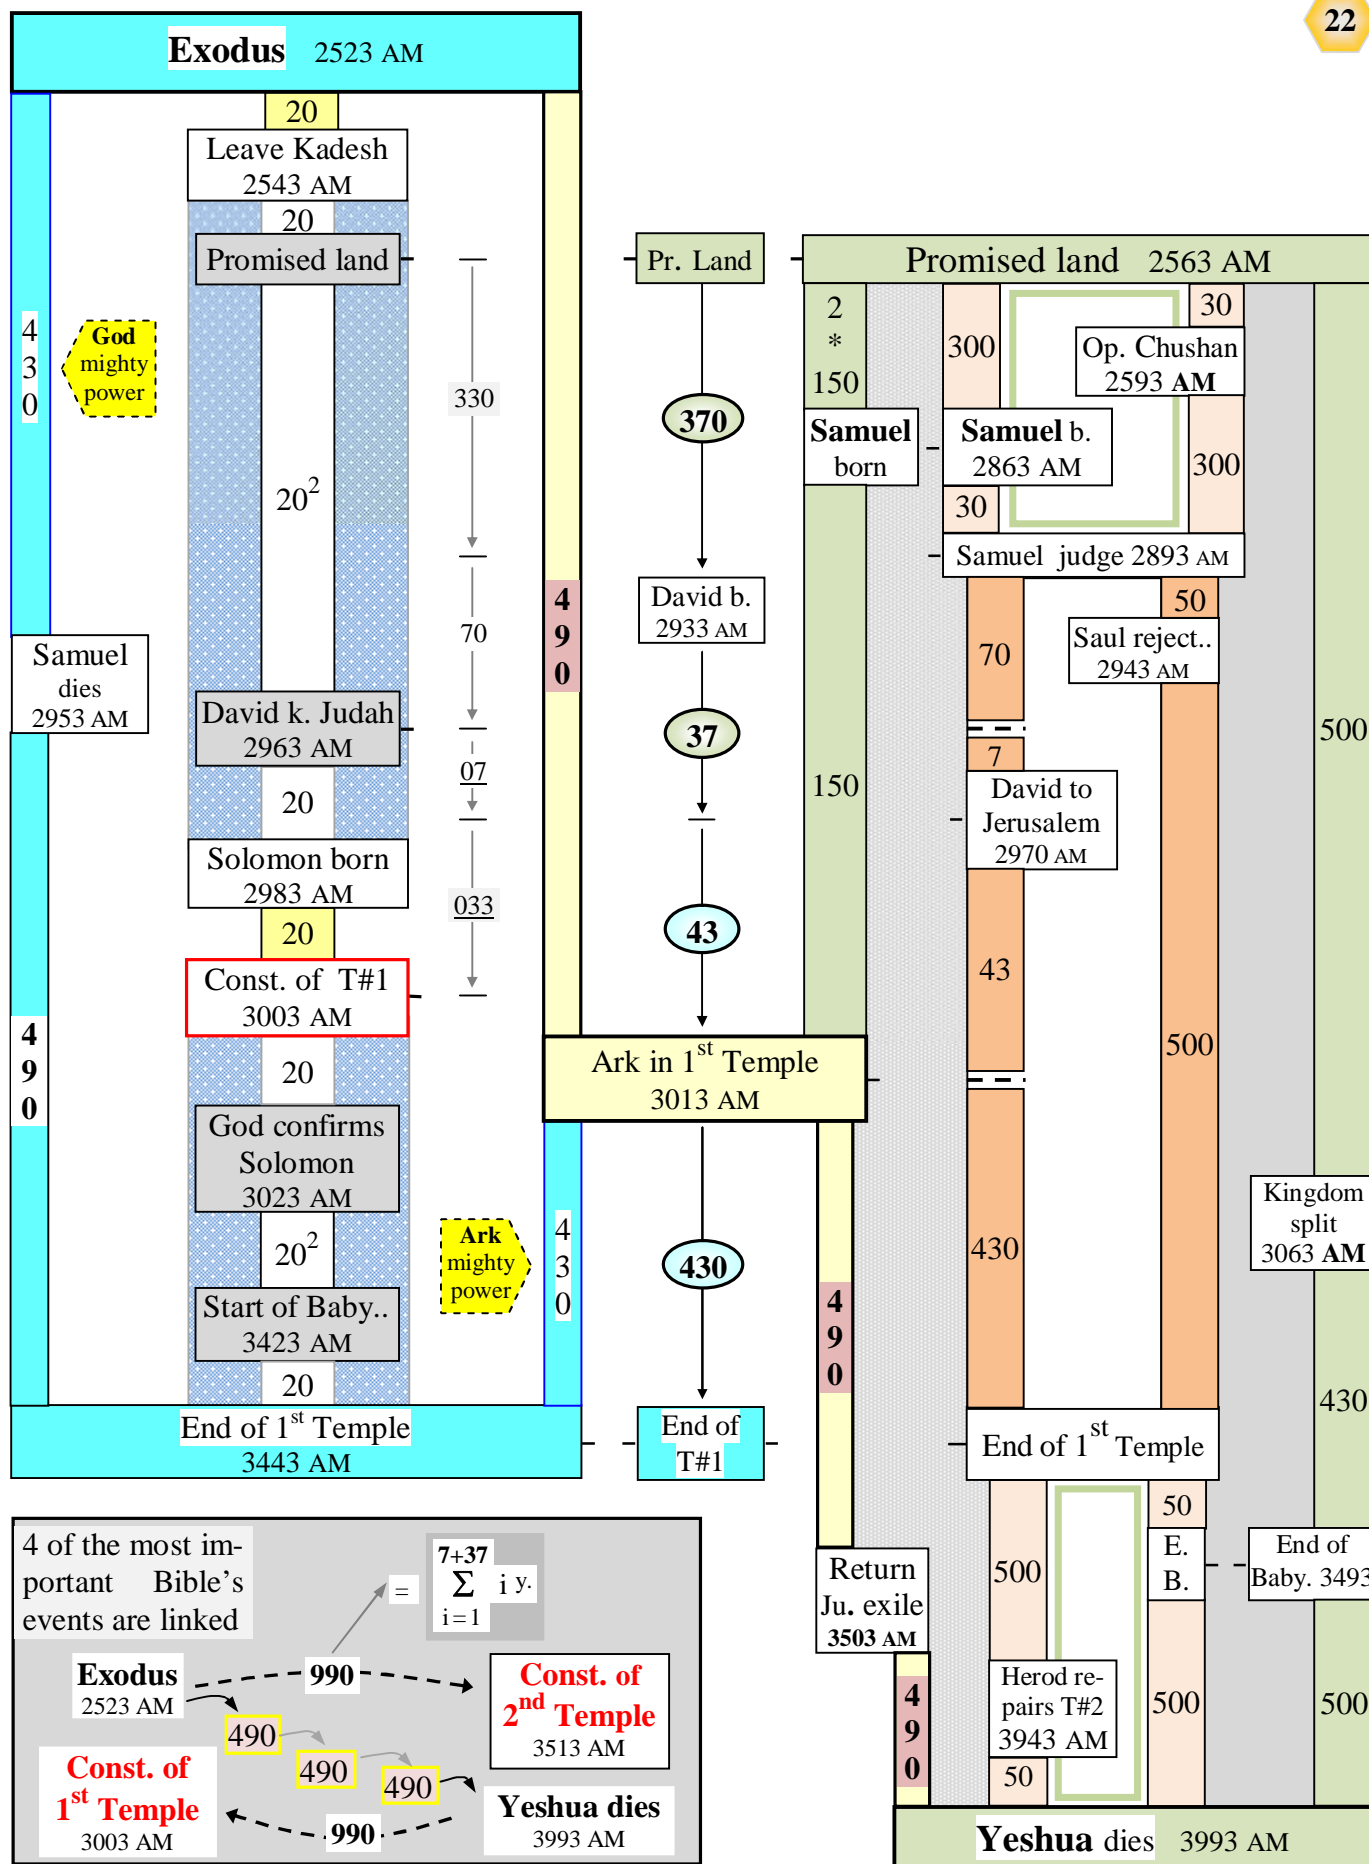 22
Exodus 2523 AM
20
Leave Kadesh
2543 AM
20
Promised land
4
3
0
God
mighty
power
20²
330
70
Samuel
dies
2953 AM
David k. Judah
2963 AM
07
20
Solomon born
2983 AM
033
20
Const. of T#1
3003 AM
4
9
0
20
God confirms
Solomon
3023 AM
20²
Start of Baby..
3423 AM
20
End of 1st Temple
3443 AM
4
9
0
Ark
mighty
power
4
3
0
Pr. Land
370
David b.
2933 AM
37
43
Ark in 1st Temple
3013 AM
430
End of
T#1
Promised land 2563 AM
2
*
150
Samuel
born
150
300
Samuel b.
2863 AM
30
30
Op. Chushan
2593 AM
300
Samuel judge 2893 AM
70
50
Saul reject..
2943 AM
7
David to
Jerusalem
2970 AM
43
500
430
500
Kingdom
split
3063 AM
430
4
9
0
End of 1st Temple
50
E.
B.
End of
Baby. 3493
500
Return
Ju. exile
3503 AM
4
9
0
Herod re-
pairs T#2
3943 AM
50
500
500
Yeshua dies 3993 AM
4 of the most im-
portant Bible's
events are linked
7+37
= Σ i y.
i = 1
Exodus
2523 AM
990
Const. of
2nd Temple
3513 AM
490
490
490
Const. of
1st Temple
3003 AM
990
Yeshua dies
3993 AM